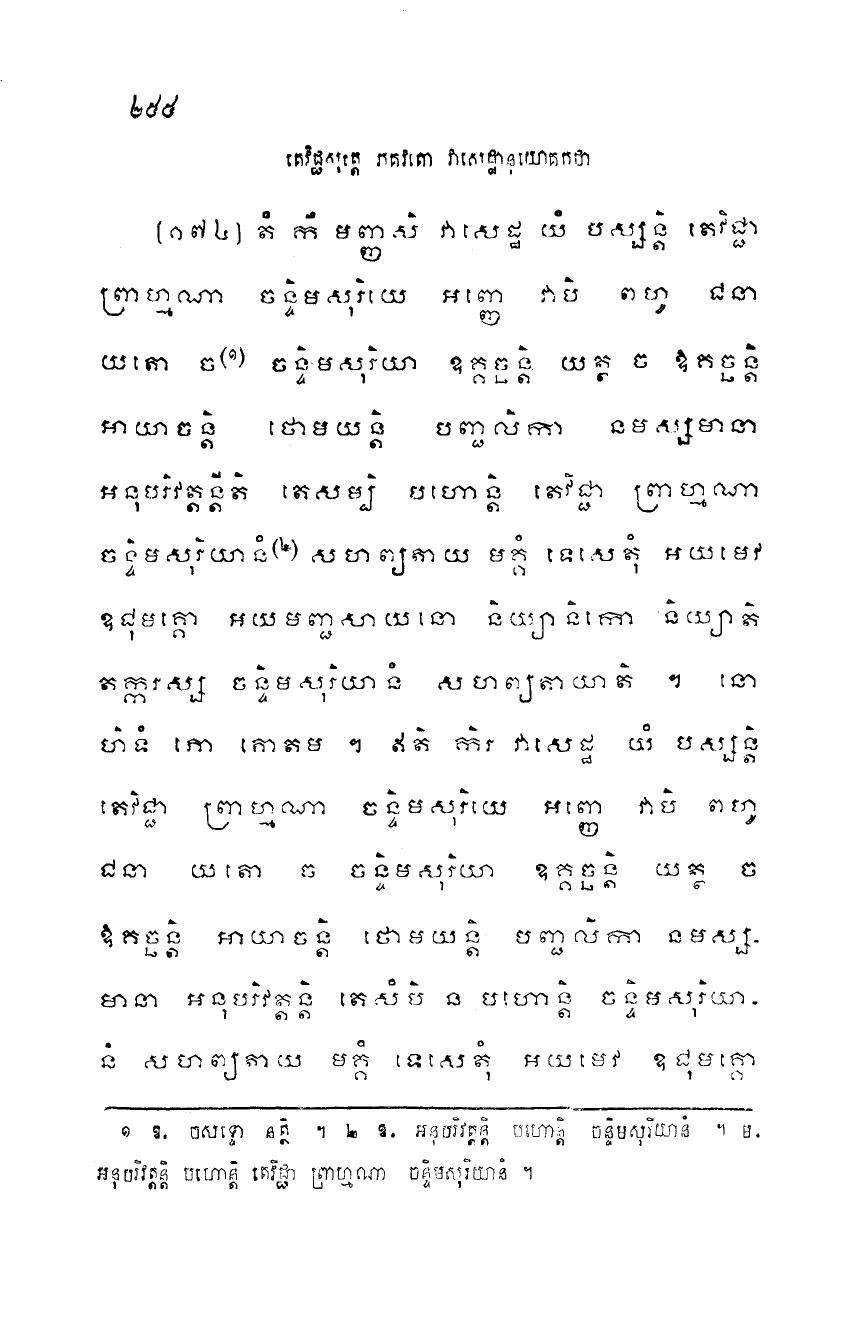 ២៥៤
តេវិជ្ជសុត្តេ ភគវតោ វាសេដ្ឋានុយោគកថា
(១៧៤) តំ កឹ មញ្ញសិ វាសេដ្ឋ យំ បស្សន្តិ តេវិជ្ជា
ព្រាហ្មណា ចន្ទិមសុរិយេ អញ្ញេ វាបិ ពហូ ជនា
យតោ ច(១) ចន្ទិមសុរិយា ឧក្កច្ឆន្តិ យត្ថ ច ឱកច្ឆន្តិ
អាយាចន្តិ ថោមយន្តិ បញ្ជលិកា នមស្សមានា
អនុបរិវត្តន្តីតិ តេសម្បិ បហោន្តិ តេវិជ្ជា ព្រាហ្មណា
ចន្ទិមសុរិយានំ(២) សហព្យតាយ មគ្គំ ទេសេតុំ អយមេវ
ឧជុមគ្គោ អយមញ្ជសាយនោ និយ្យានិកោ និយ្យាតិ
តក្ករស្ស ចន្ទិមសុរិយានំ សហព្យតាយាតិ ។ នោ
ហិទំ ភោ គោតម ។ ឥតិ កិរ វាសេដ្ឋ យំ បស្សន្តិ
តេវិជ្ជា ព្រាហ្មណា ចន្ទិមសុរិយេ អញ្ញេ វាបិ ពហូ
ជនា យតោ ច ចន្ទិមសុរិយា ឧគ្គច្ឆន្តិ យត្ថ ច
ឱគច្ឆន្តិ អាយាចន្តិ ថោមយន្តិ បញ្ជលិកា នមស្ស-
មានា អនុបរិវត្តន្តិ តេសំបិ ន បហោន្តិ ចន្ទិមសុរិយា-
នំ សហព្យតាយ មគ្គំ ទេសេតុំ អយមេវ ឧជុមគ្គោ
១ ឱ. ចសទ្ទោ នត្ថិ ។ ២ ឱ. អនុបរិវត្តន្តិ បហោន្តិ ចន្ទិមសុរិយានំ ។ ម.
អនុបរិវត្តន្តិ បហោន្តិ តេវិជ្ជា ព្រាហ្មណា ចន្ទិមសុរិយានំ ។